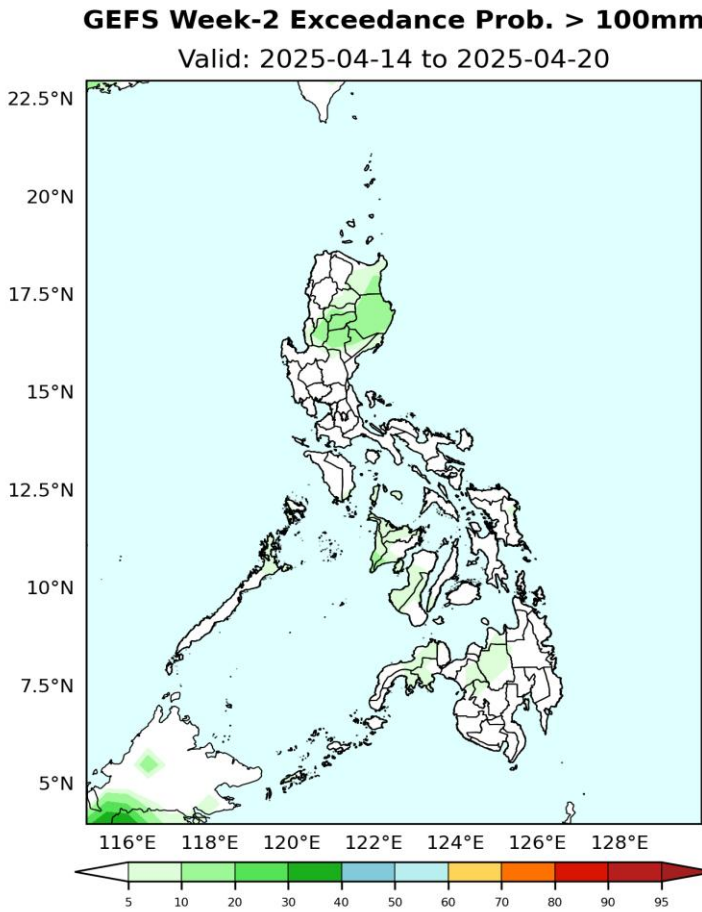 GEFS Week-2 Exceedance Prob. > 100mm
Valid: 2025-04-14 to 2025-04-20
22.5°N
20°N
17.5°N
15°N
12.5°N
10°N
7.5°N
5°N
116°E 118°E 120°E 122°E 124°E 126°E 128°E
5 10 20 30 40 50 60 70 80 90 95